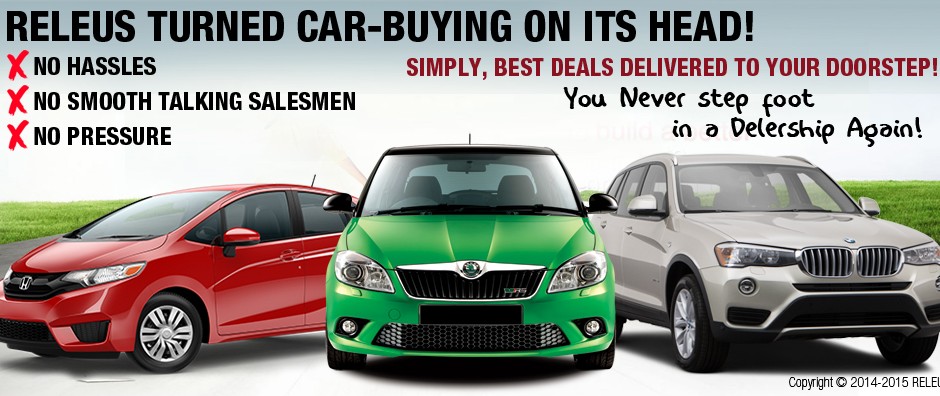 RELEUS TURNED CAR-BUYING ON ITS HEAD!
NO HASSLES
NO SMOOTH TALKING SALESMEN
NO PRESSURE
SIMPLY, BEST DEALS DELIVERED TO YOUR DOORSTEP!
You Never step foot
in a Delership Again!
Copyright © 2014-2015 RELEU